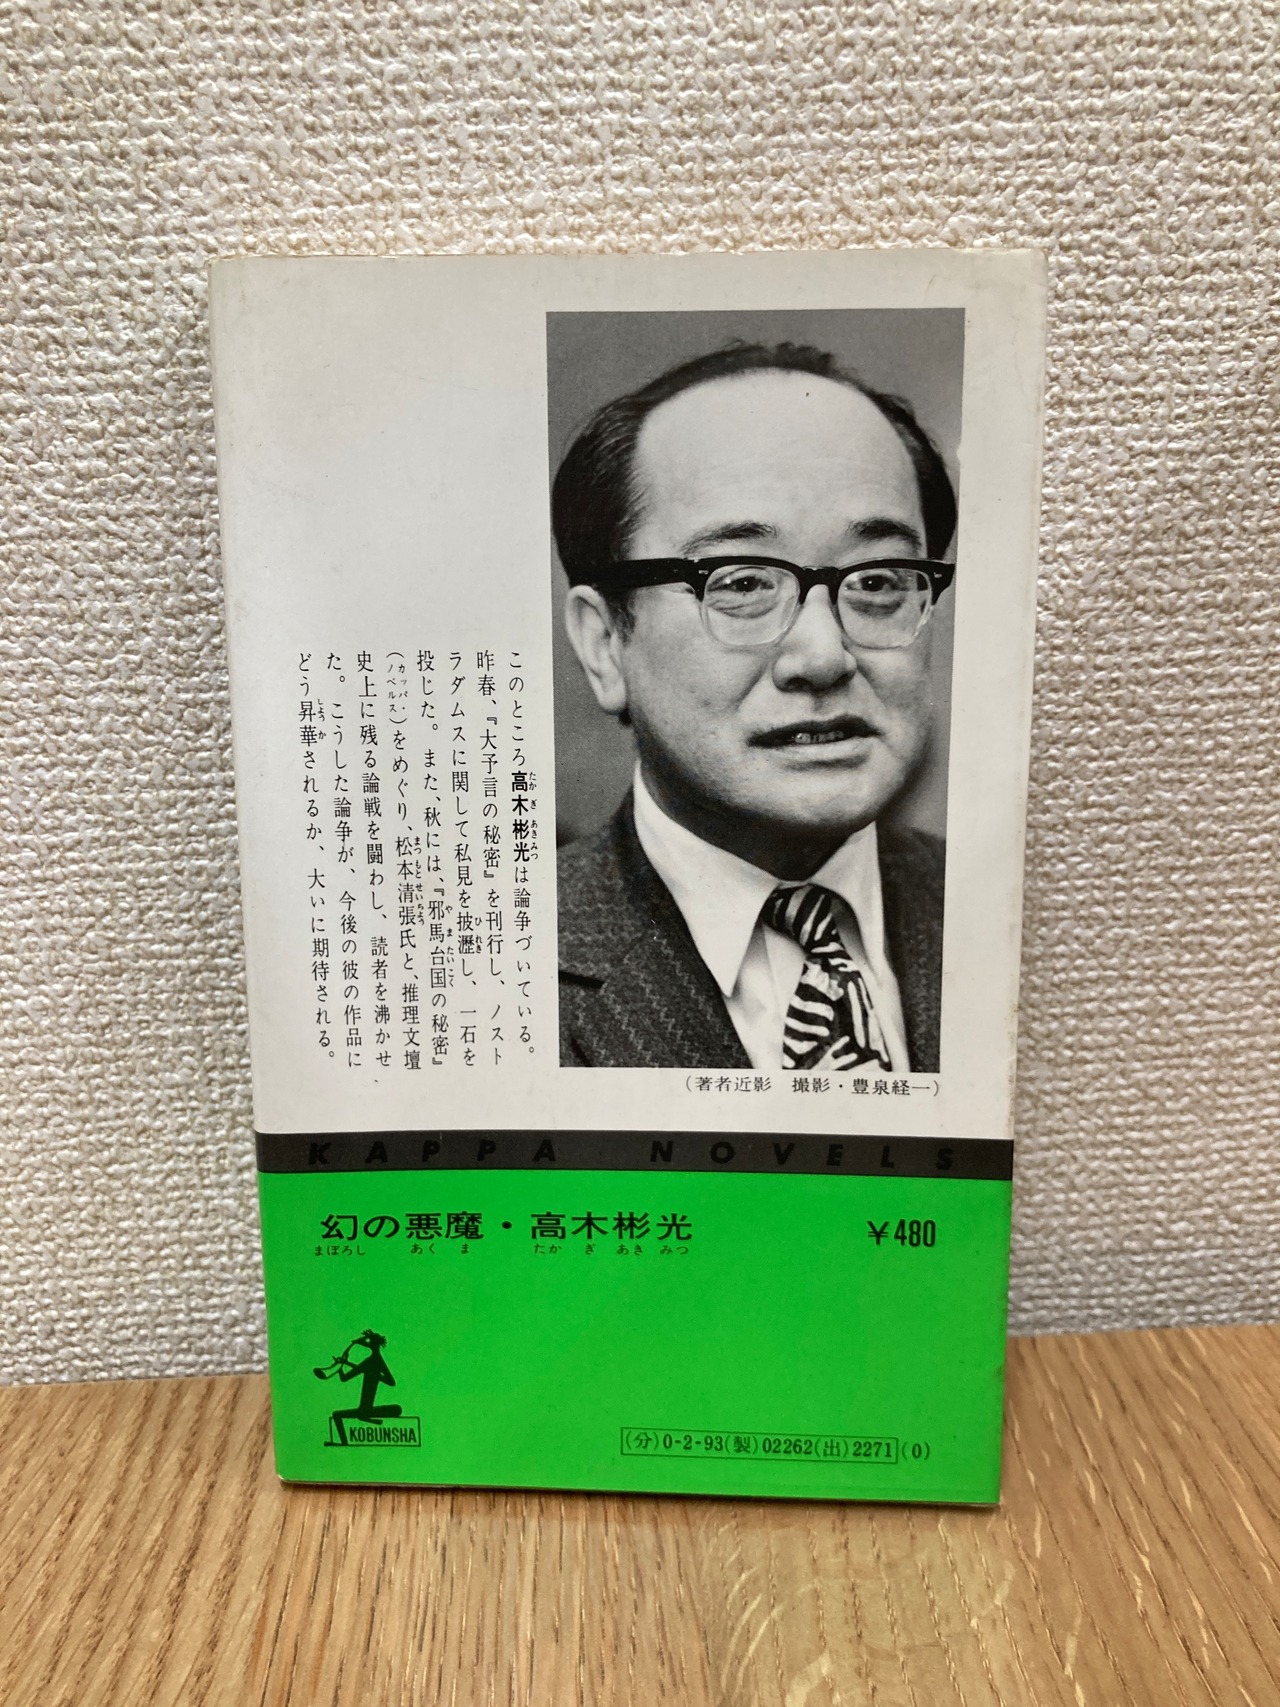 このところ高木彬光は論争づいている。
昨春、『大予言の秘密』を刊行し、ノスト
ラダムスに関して私見を披瀝し、一石を
投じた。また、秋には、『邪馬台国の秘密』
(カッパ・ノベルス)をめぐり、松本清張氏と、推理文壇
史上に残る論戦を闘わし、読者を沸かせ
た。こうした論争が、今後の彼の作品に
どう昇華されるか、大いに期待される。
(著者近影 撮影・豊泉経一)
KAPPA NOVELS
幻の悪魔・高木彬光 ¥480
まぼろし あくま たかぎあきみつ
KOBUNSHA
(分)0-2-93(製)02262(出)2271(0)